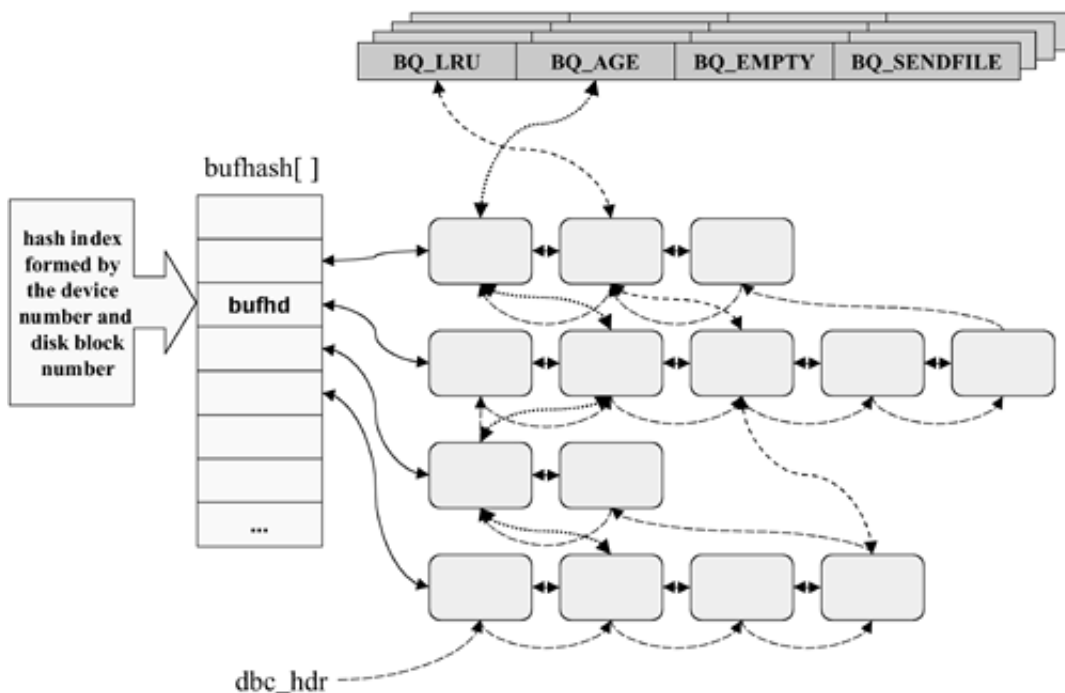 BQ_LRU BQ_AGE BQ_EMPTY BQ_SENDFILE
bufhash[ ]
hash index
formed by
the device
number and
disk block
number
bufhd
...
dbc_hdr